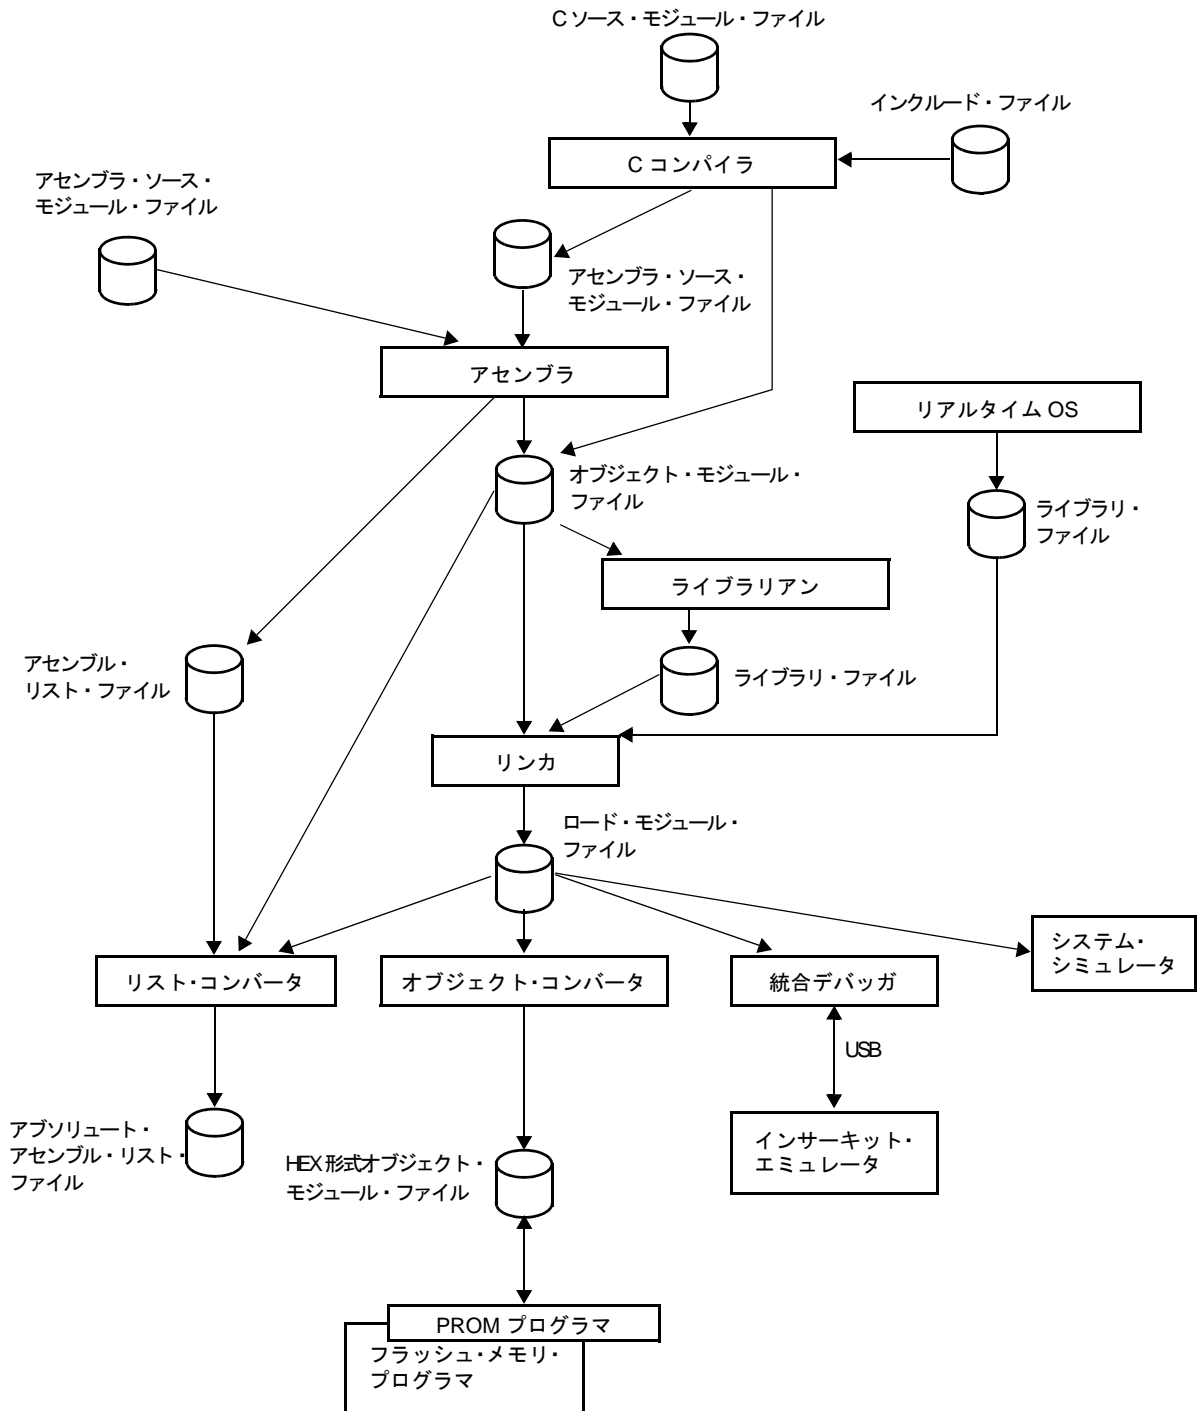 C ソース・モジュール・ファイル
インクルード・ファイル
C コンパイラ
アセンブラ・ソース・
モジュール・ファイル
アセンブラ・ソース・
モジュール・ファイル
アセンブラ
リアルタイム OS
オブジェクト・モジュール・
ファイル
ライブラリ・
ファイル
ライブラリアン
アセンブル・
リスト・ファイル
ライブラリ・ファイル
リンカ
ロード・モジュール・
ファイル
システム・
シミュレータ
リスト・コンバータ
オブジェクト・コンバータ
統合デバッガ
USB
アブソリュート・
アセンブル・リスト・
ファイル
HEX 形式オブジェクト・
モジュール・ファイル
インサーキット・
エミュレータ
PROM プログラマ
フラッシュ・メモリ・
プログラマ